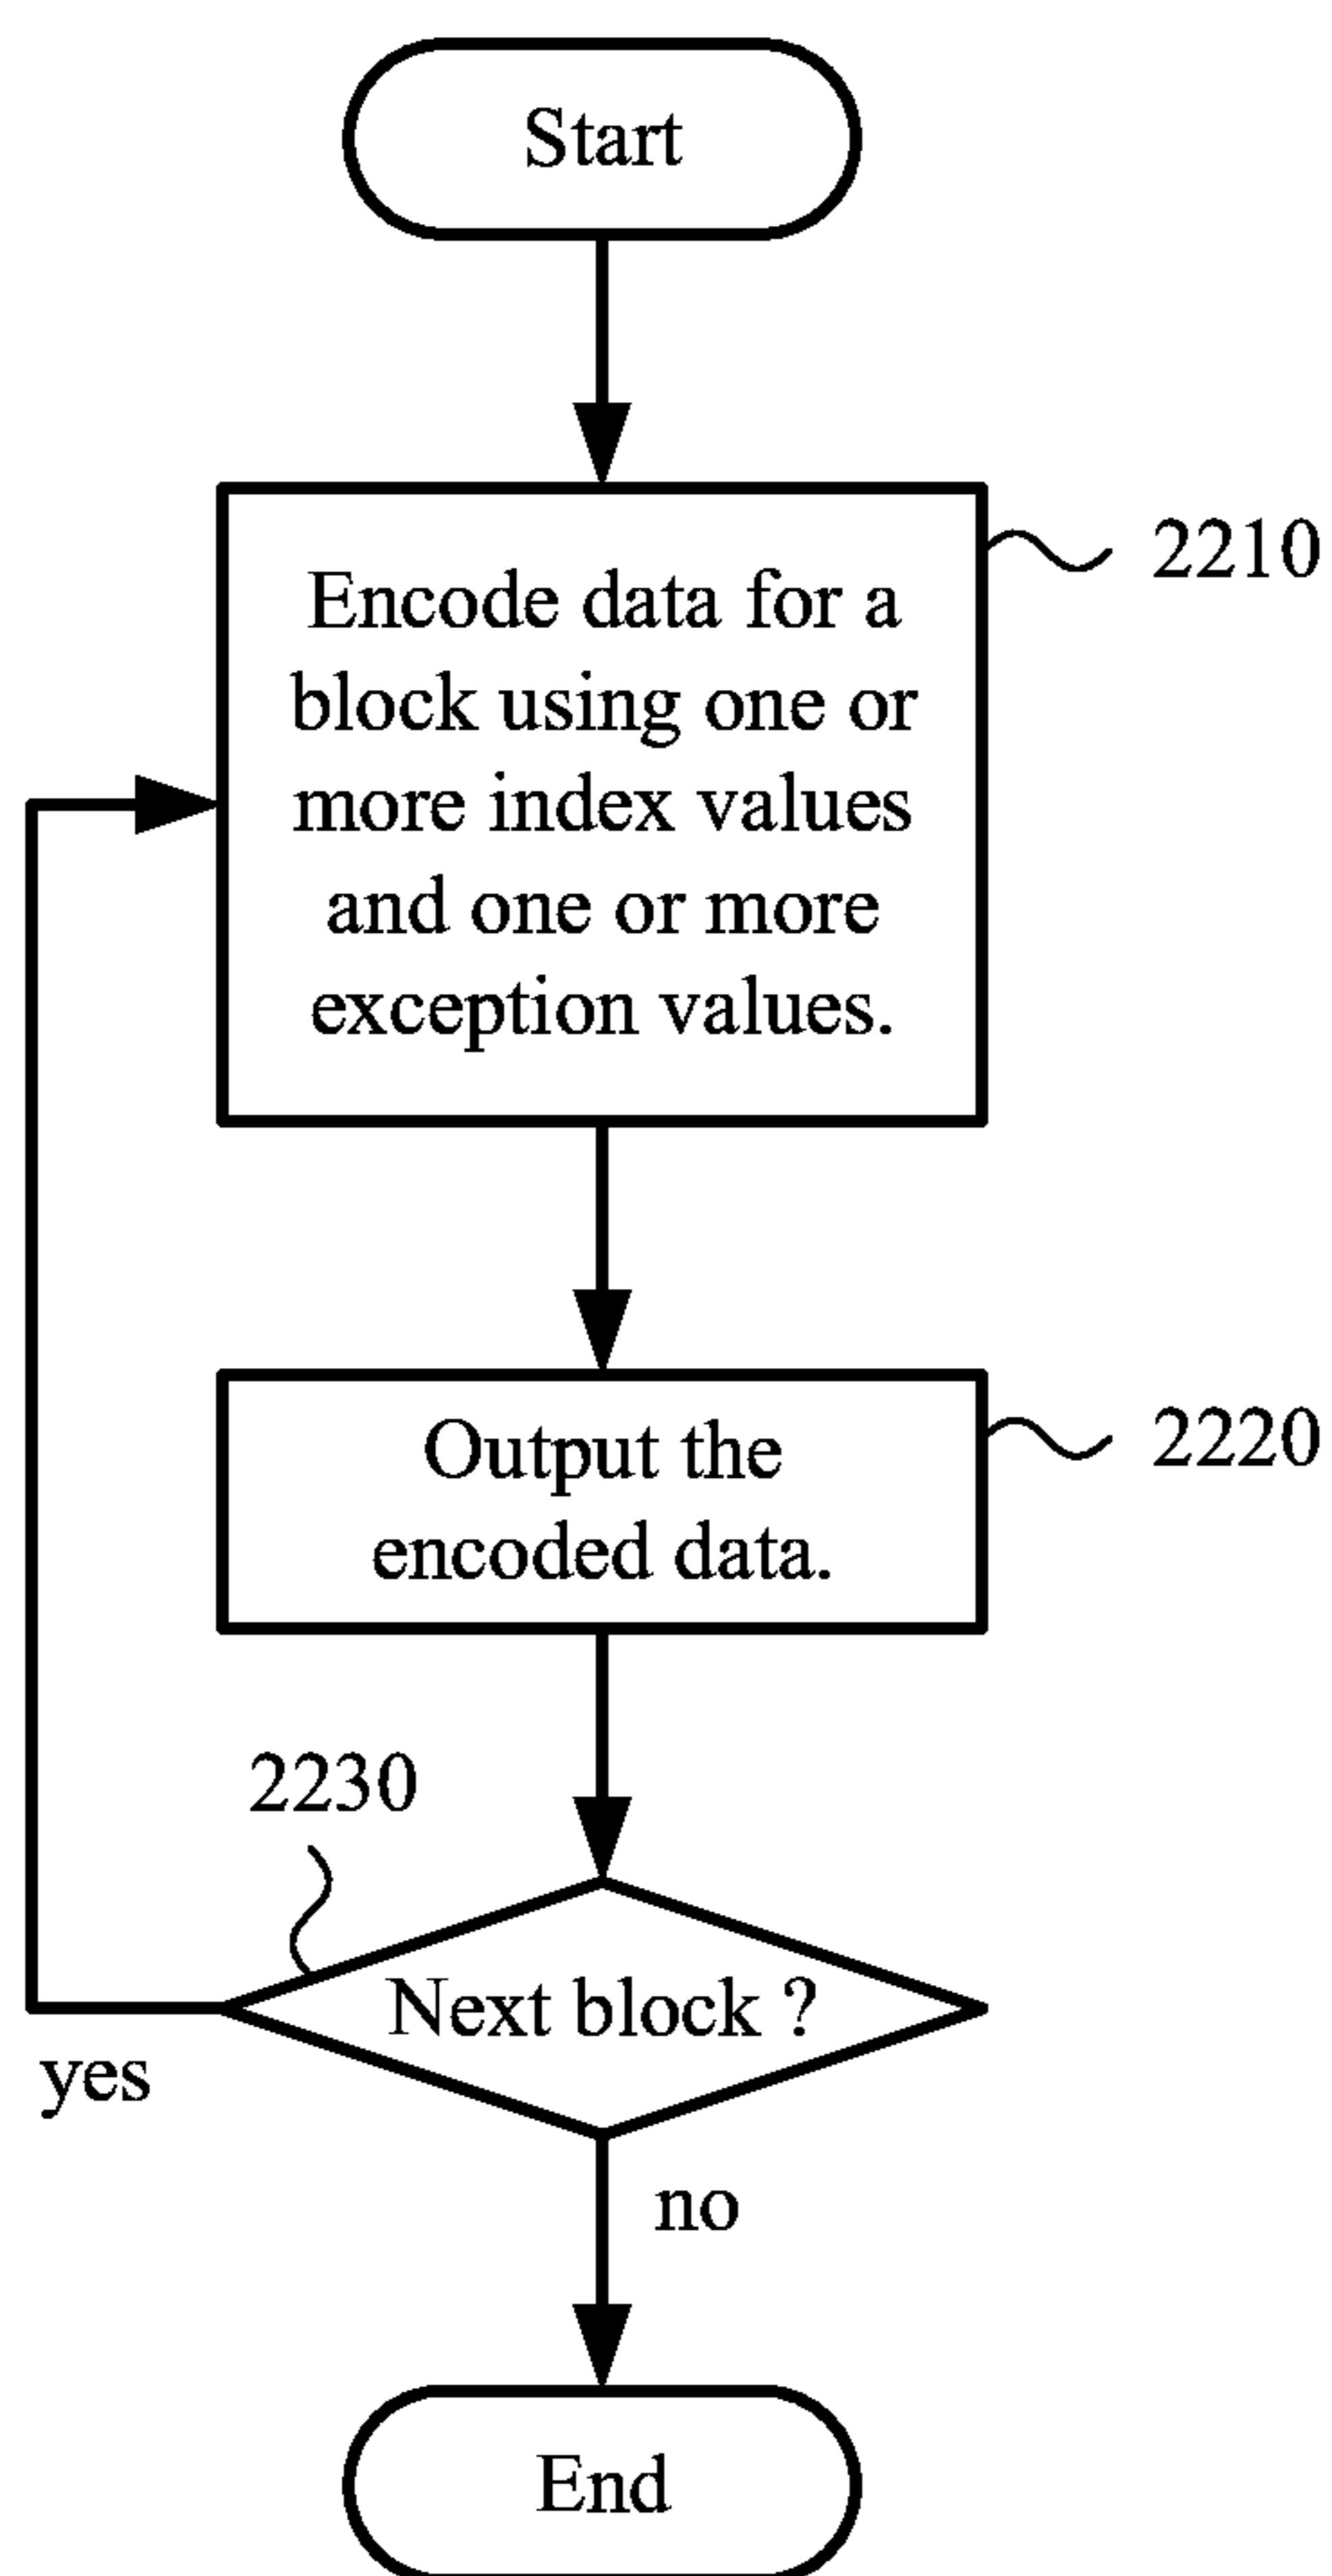 Start
Encode data for a
block using one or
more index values
and one or more
exception values.
2210
Output the
encoded data.
2220
2230
Next block ?
yes
no
End